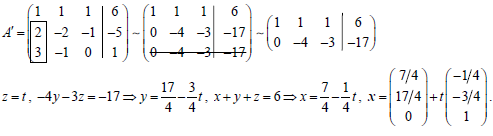 1 1 1 | 6   1 1 1 | 6   1 1 1 | 6
A' = (2 −2 −1 | −5) ~ (0 −4 −3 | −17) ~ (0 −4 −3 | −17)
3 −1 0 | 1   0 −4 −3 | −17
z = t, −4y−3z = −17 ⇒ y = 17/4 − 3/4 t, x + y + z = 6 ⇒ x = 7/4 − 1/4 t, x = (7/4 17/4 0) + t (−1/4 −3/4 1).